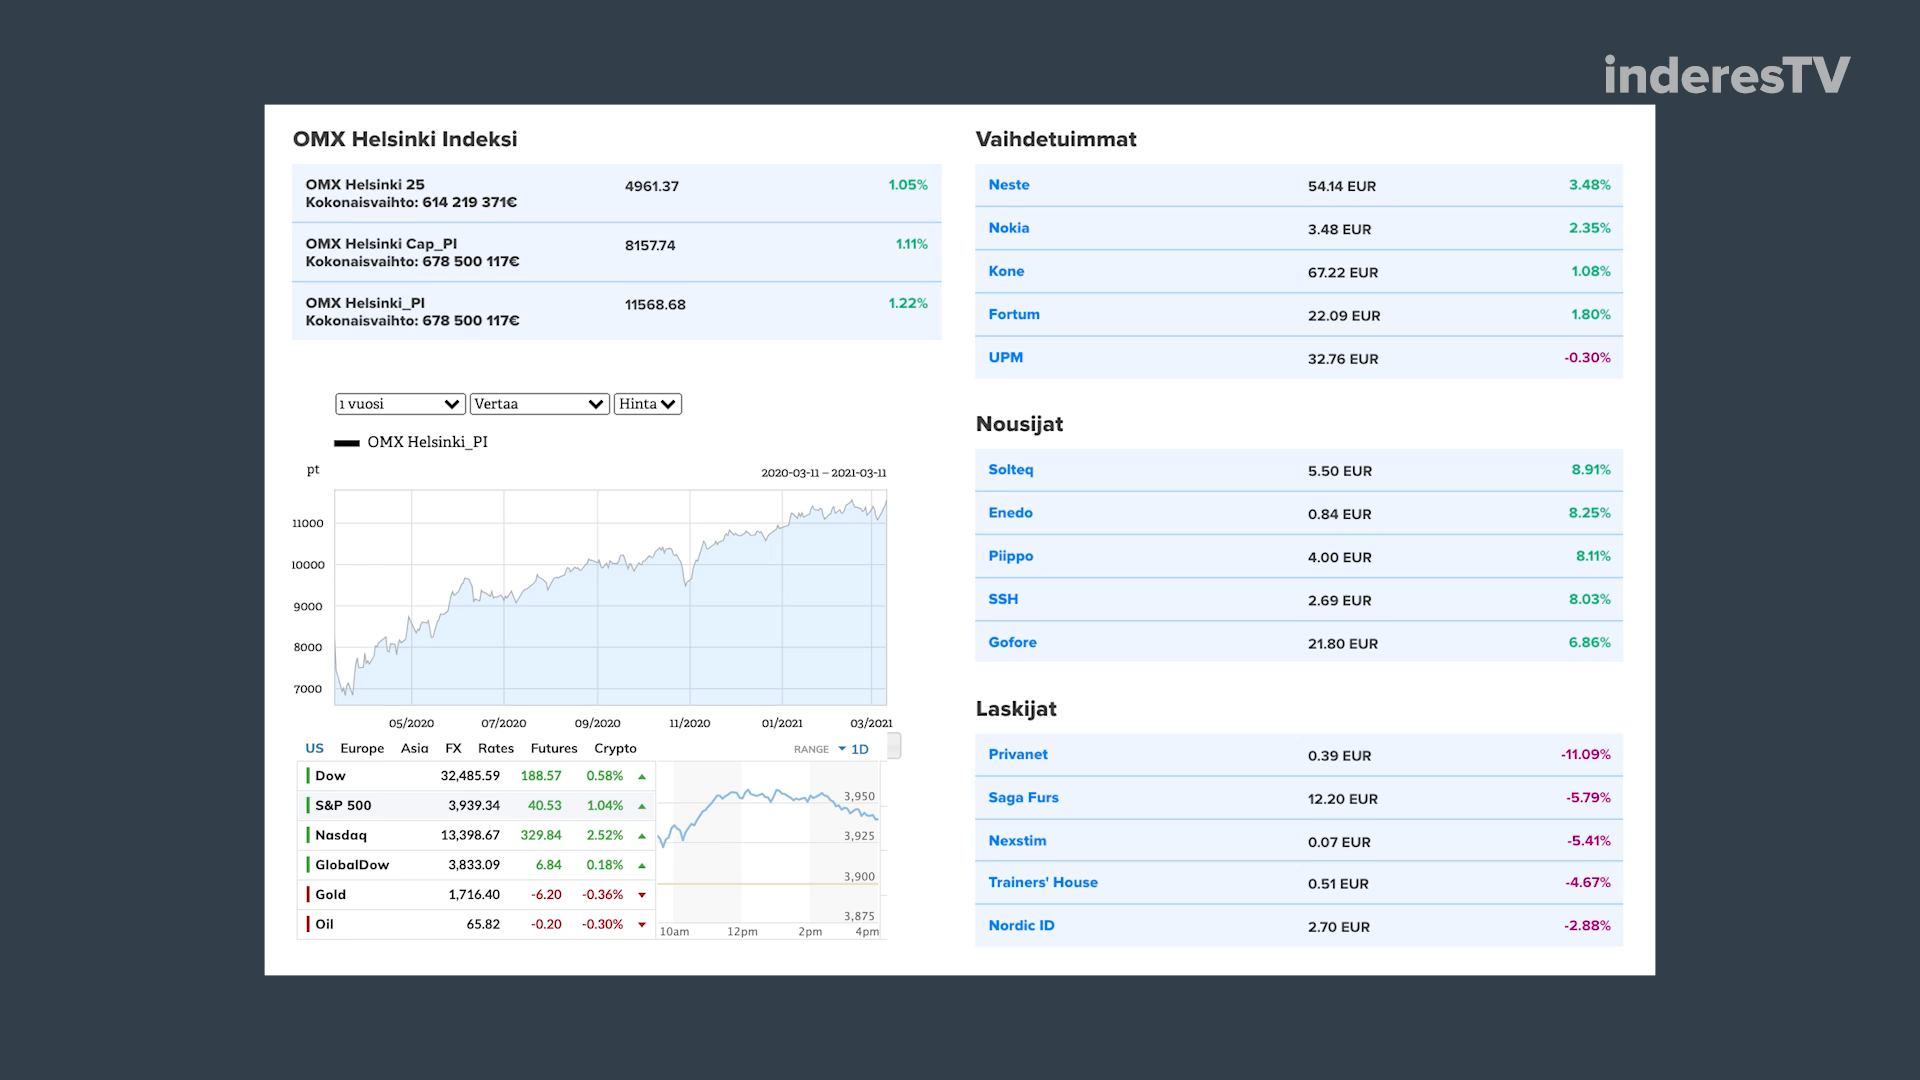 inderesTV
OMX Helsinki Indeksi
OMX Helsinki 25 4961.37 1.05%
Kokonaisvaihto: 614 219 371€
OMX Helsinki Cap_PI 8157.74 1.11%
Kokonaisvaihto: 678 500 117€
OMX Helsinki_PI 11568.68 1.22%
Kokonaisvaihto: 678 500 117€
1 vuosi Vertaa Hinta
OMX Helsinki_PI
pt 2020-03-11 – 2021-03-11
11000
10000
9000
8000
7000
05/2020 07/2020 09/2020 11/2020 01/2021 03/2021
US Europe Asia FX Rates Futures Crypto RANGE 1D
Dow 32,485.59 188.57 0.58%
S&P 500 3,939.34 40.53 1.04%
Nasdaq 13,398.67 329.84 2.52%
GlobalDow 3,833.09 6.84 0.18%
Gold 1,716.40 -6.20 -0.36%
Oil 65.82 -0.20 -0.30%
3,950
3,925
3,900
3,875
10am 12pm 2pm 4pm
Vaihdetuimmat
Neste 54.14 EUR 3.48%
Nokia 3.48 EUR 2.35%
Kone 67.22 EUR 1.08%
Fortum 22.09 EUR 1.80%
UPM 32.76 EUR -0.30%
Nousijat
Solteq 5.50 EUR 8.91%
Enedo 0.84 EUR 8.25%
Piippo 4.00 EUR 8.11%
SSH 2.69 EUR 8.03%
Gofore 21.80 EUR 6.86%
Laskijat
Privanet 0.39 EUR -11.09%
Saga Furs 12.20 EUR -5.79%
Nexstim 0.07 EUR -5.41%
Trainers' House 0.51 EUR -4.67%
Nordic ID 2.70 EUR -2.88%